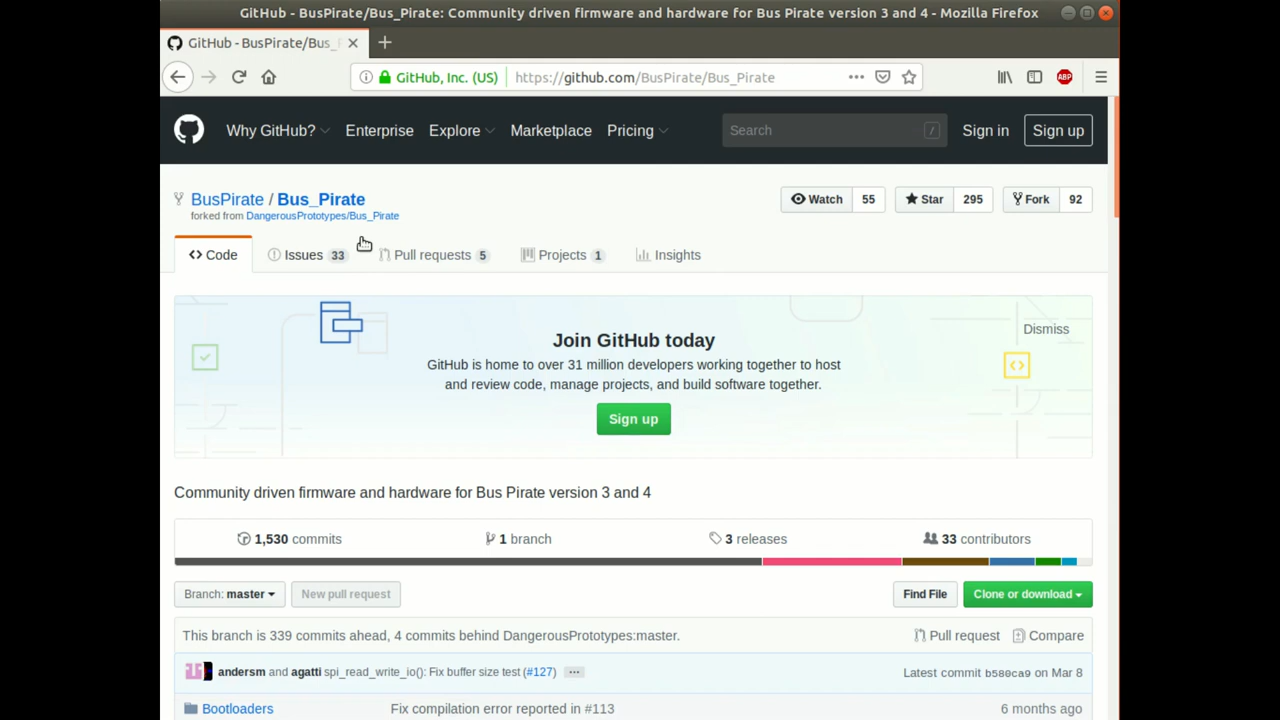 GitHub - BusPirate/Bus_Pirate: Community driven firmware and hardware for Bus Pirate version 3 and 4 - Mozilla Firefox
GitHub - BusPirate/Bus_
GitHub, Inc. (US) https://github.com/BusPirate/Bus_Pirate
ABP
Why GitHub? Enterprise Explore Marketplace Pricing Search / Sign in Sign up
BusPirate / Bus_Pirate
forked from DangerousPrototypes/Bus_Pirate
Watch 55 Star 295 Fork 92
Code Issues 33 Pull requests 5 Projects 1 Insights
Join GitHub today
Dismiss
GitHub is home to over 31 million developers working together to host
and review code, manage projects, and build software together.
Sign up
Community driven firmware and hardware for Bus Pirate version 3 and 4
1,530 commits 1 branch 3 releases 33 contributors
Branch: master New pull request Find File Clone or download
This branch is 339 commits ahead, 4 commits behind DangerousPrototypes:master. Pull request Compare
andersm and agatti spi_read_write_io(): Fix buffer size test (#127) ... Latest commit b580ca9 on Mar 8
Bootloaders Fix compilation error reported in #113 6 months ago